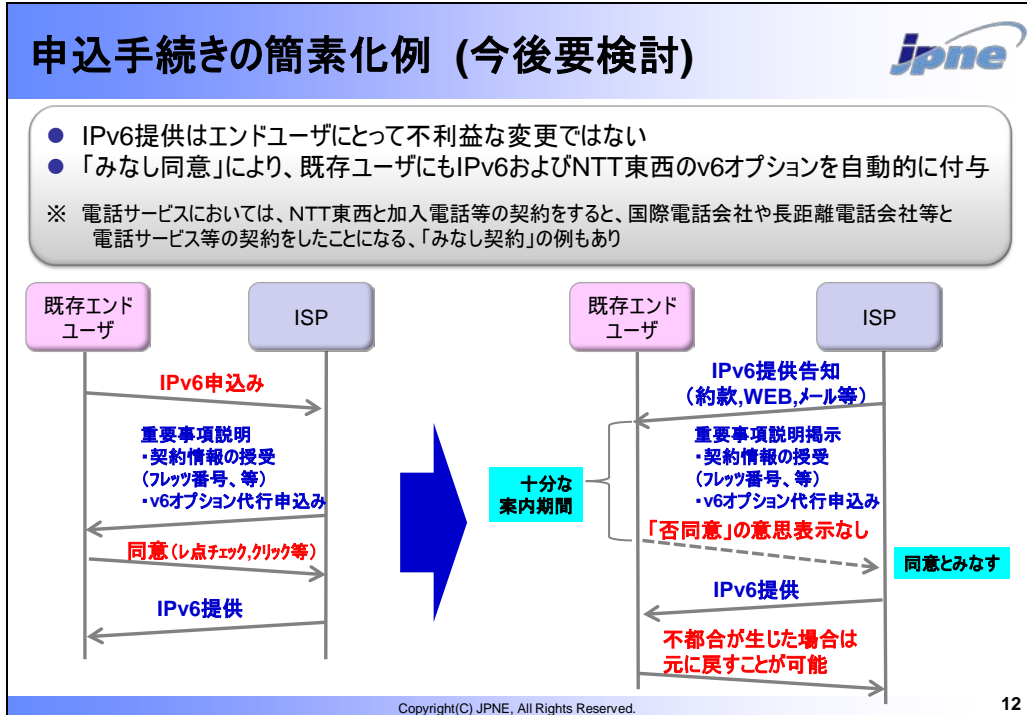 申込手続きの簡素化例 (今後要検討)
jpne
● IPv6提供はエンドユーザにとって不利益な変更ではない
● 「みなし同意」により、既存ユーザにもIPv6およびNTT東西のv6オプションを自動的に付与
※ 電話サービスにおいては、NTT東西と加入電話等の契約をすると、国際電話会社や長距離電話会社等と
電話サービス等の契約をしたことになる、「みなし契約」の例もあり
既存エンド
ユーザ
ISP
IPv6申込み
重要事項説明
・契約情報の授受
(フレッツ番号、等)
・v6オプション代行申込み
同意(レ点チェック,クリック等)
IPv6提供
既存エンド
ユーザ
ISP
IPv6提供告知
(約款,WEB,メール等)
重要事項説明掲示
・契約情報の授受
(フレッツ番号、等)
・v6オプション代行申込み
十分な
案内期間
「否同意」の意思表示なし
同意とみなす
IPv6提供
不都合が生じた場合は
元に戻すことが可能
Copyright(C) JPNE, All Rights Reserved.
12